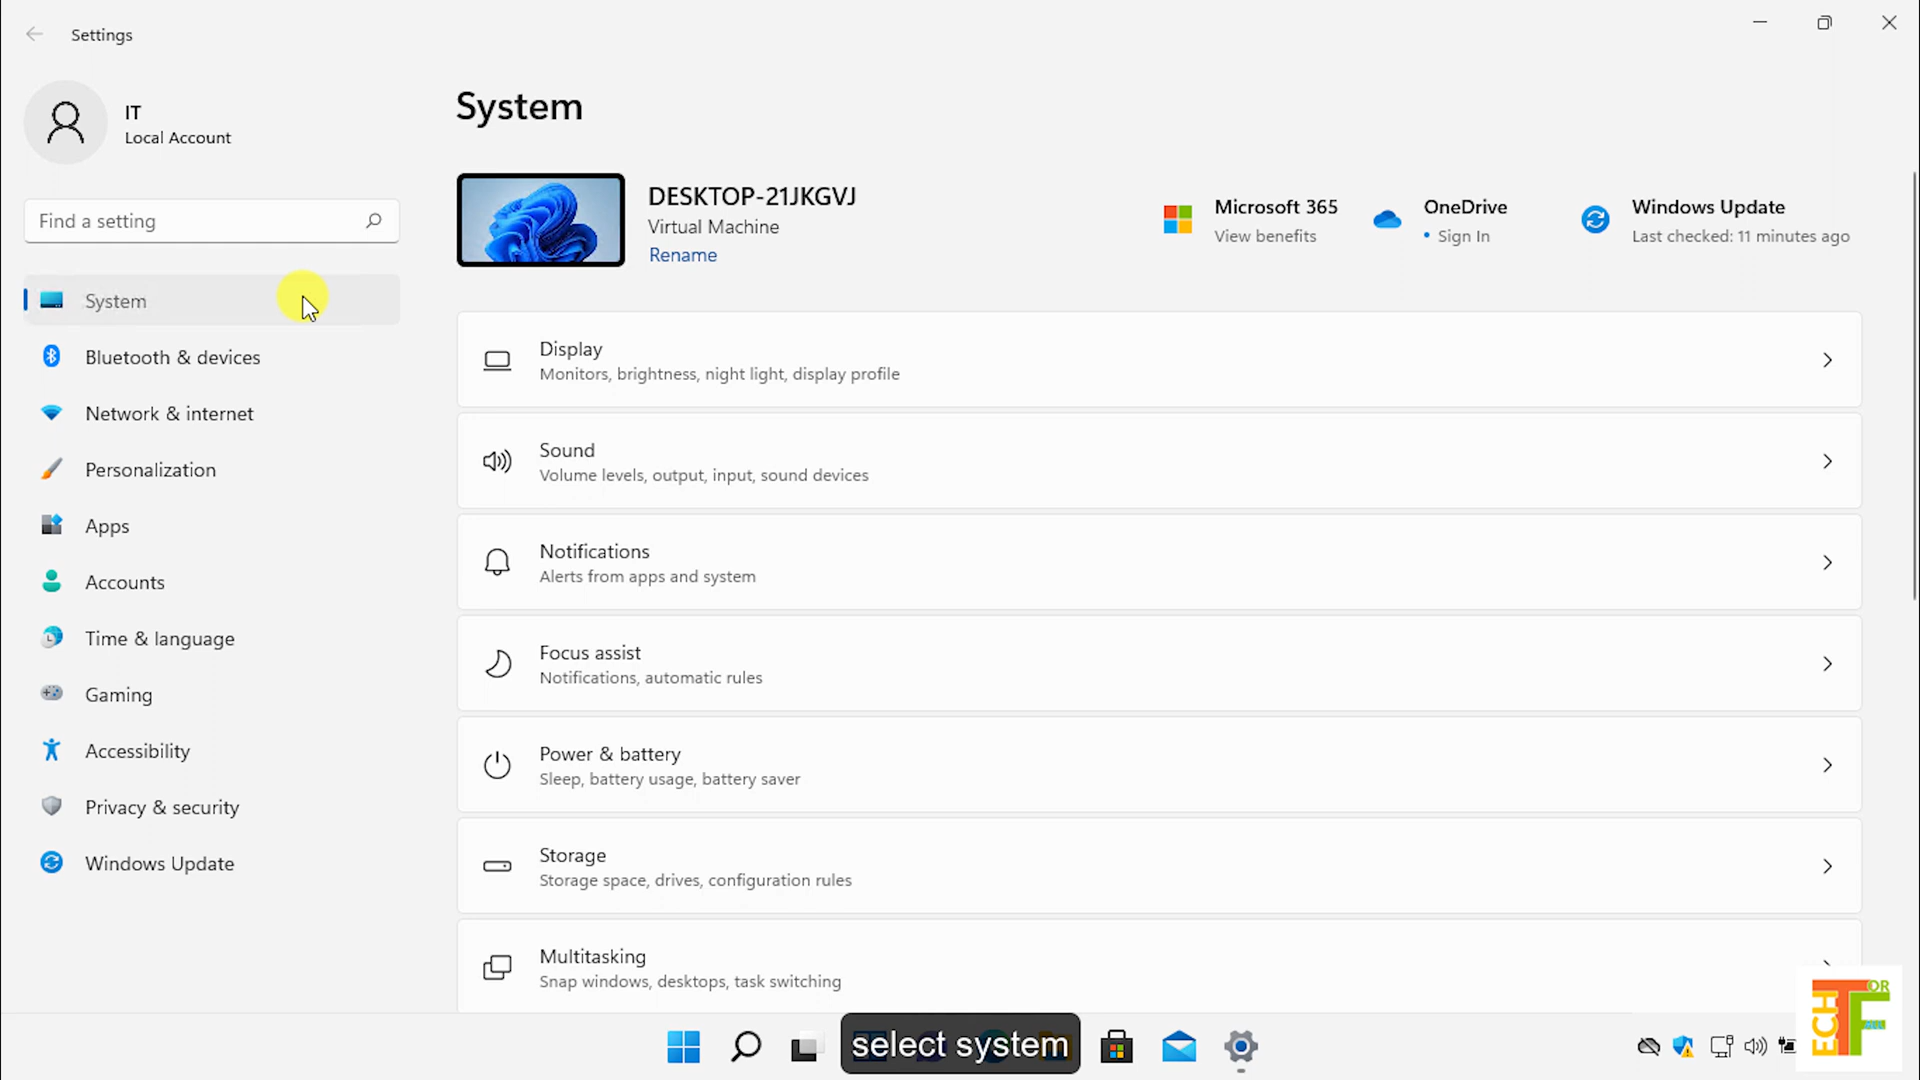 Settings
IT
Local Account
Find a setting
System
Bluetooth & devices
Network & internet
Personalization
Apps
Accounts
Time & language
Gaming
Accessibility
Privacy & security
Windows Update
System
DESKTOP-21JKGVJ
Virtual Machine
Rename
Microsoft 365
View benefits
OneDrive
• Sign In
Windows Update
Last checked: 11 minutes ago
Display
Monitors, brightness, night light, display profile
Sound
Volume levels, output, input, sound devices
Notifications
Alerts from apps and system
Focus assist
Notifications, automatic rules
Power & battery
Sleep, battery usage, battery saver
Storage
Storage space, drives, configuration rules
Multitasking
Snap windows, desktops, task switching
select system
TECH
FOR